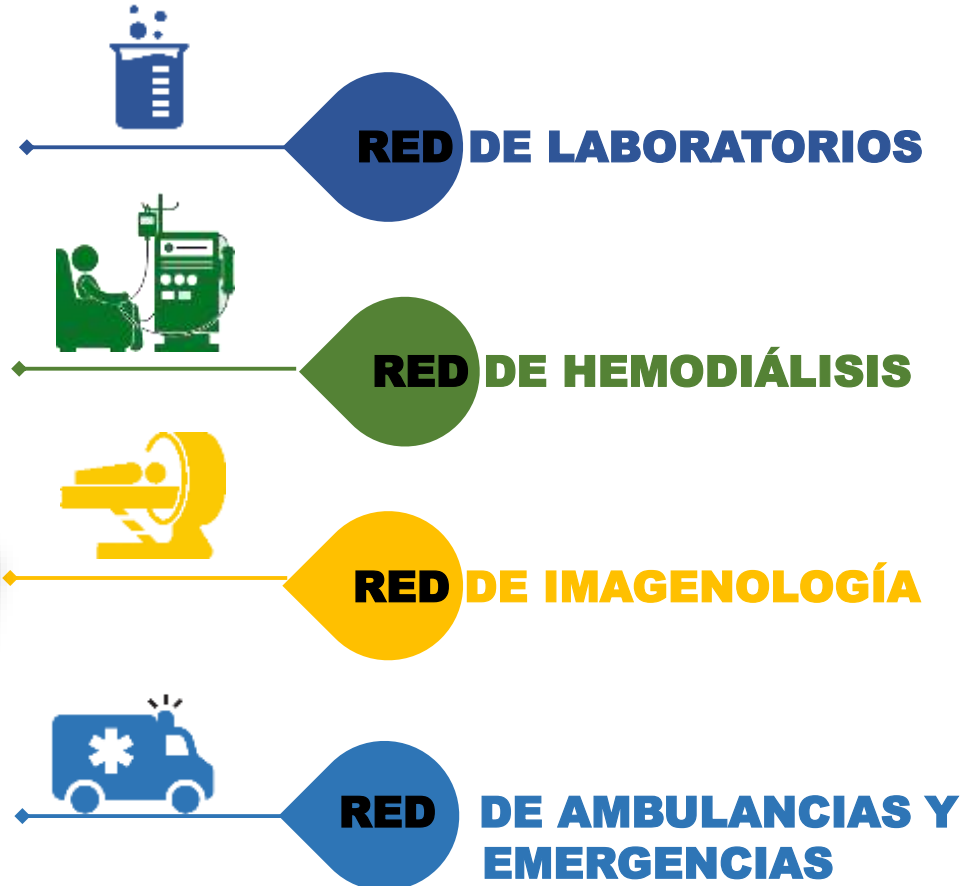 RED DE LABORATORIOS
RED DE HEMODIÁLISIS
RED DE IMAGENOLOGÍA
RED DE AMBULANCIAS Y
EMERGENCIAS